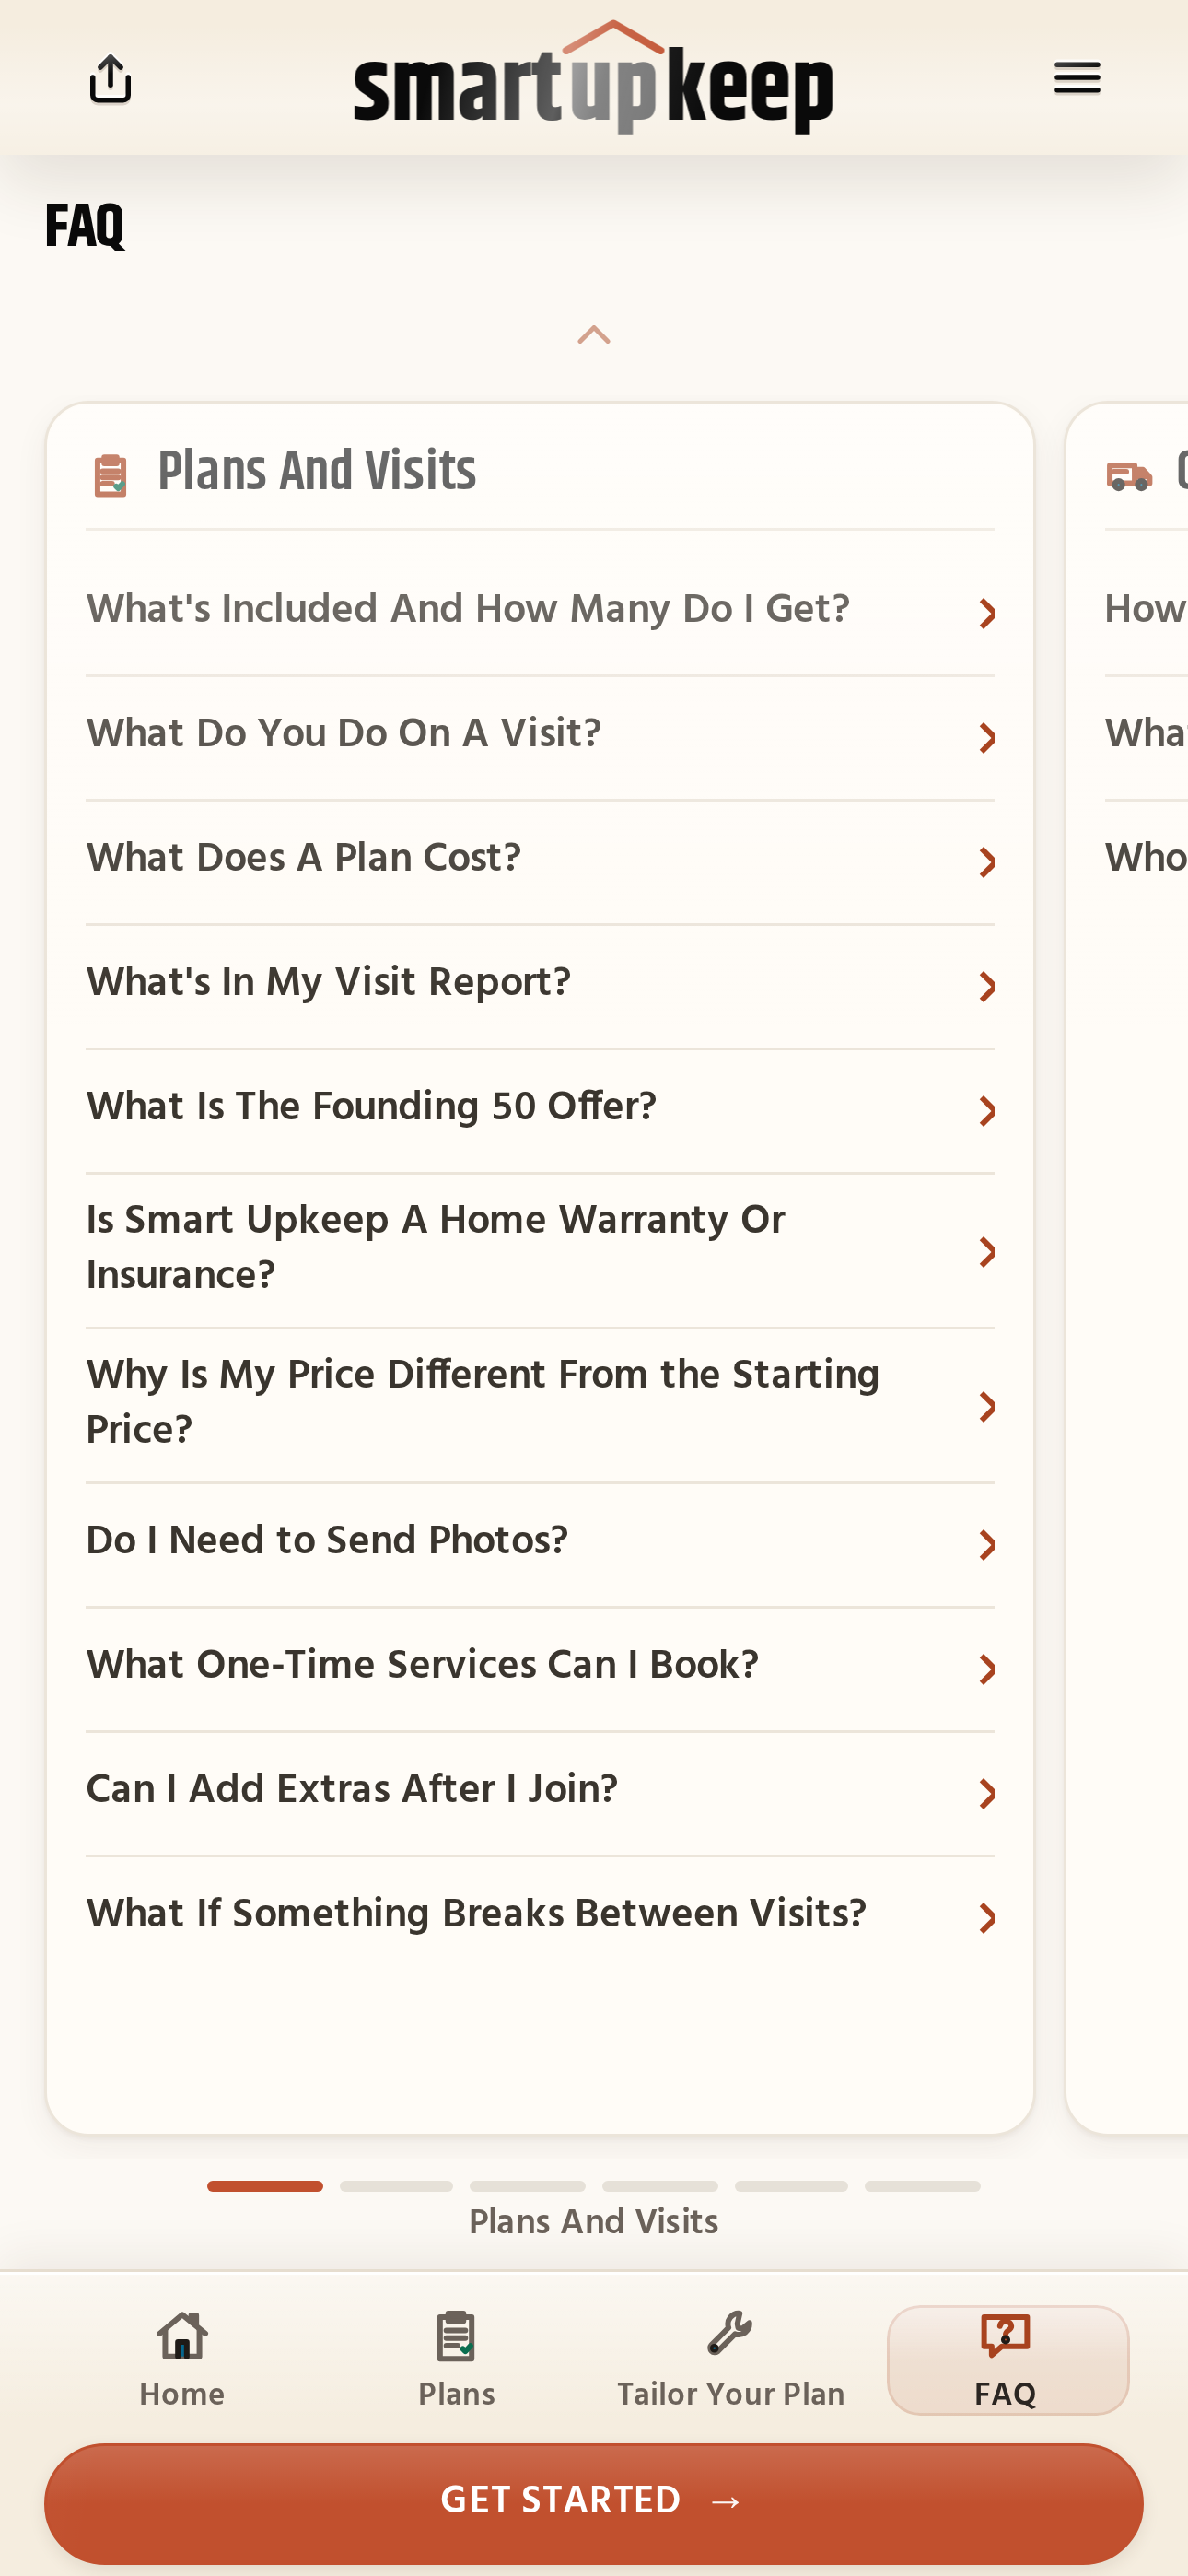 smartupkeep
FAQ
Plans And Visits
What's Included And How Many Do I Get?
How
What Do You Do On A Visit?
What Does A Plan Cost?
Who
What's In My Visit Report?
What Is The Founding 50 Offer?
Is Smart Upkeep A Home Warranty Or
Insurance?
Why Is My Price Different From the Starting
Price?
Do I Need to Send Photos?
What One-Time Services Can I Book?
Can I Add Extras After I Join?
What If Something Breaks Between Visits?
Plans And Visits
Home
Plans
Tailor Your Plan
FAQ
GET STARTED →